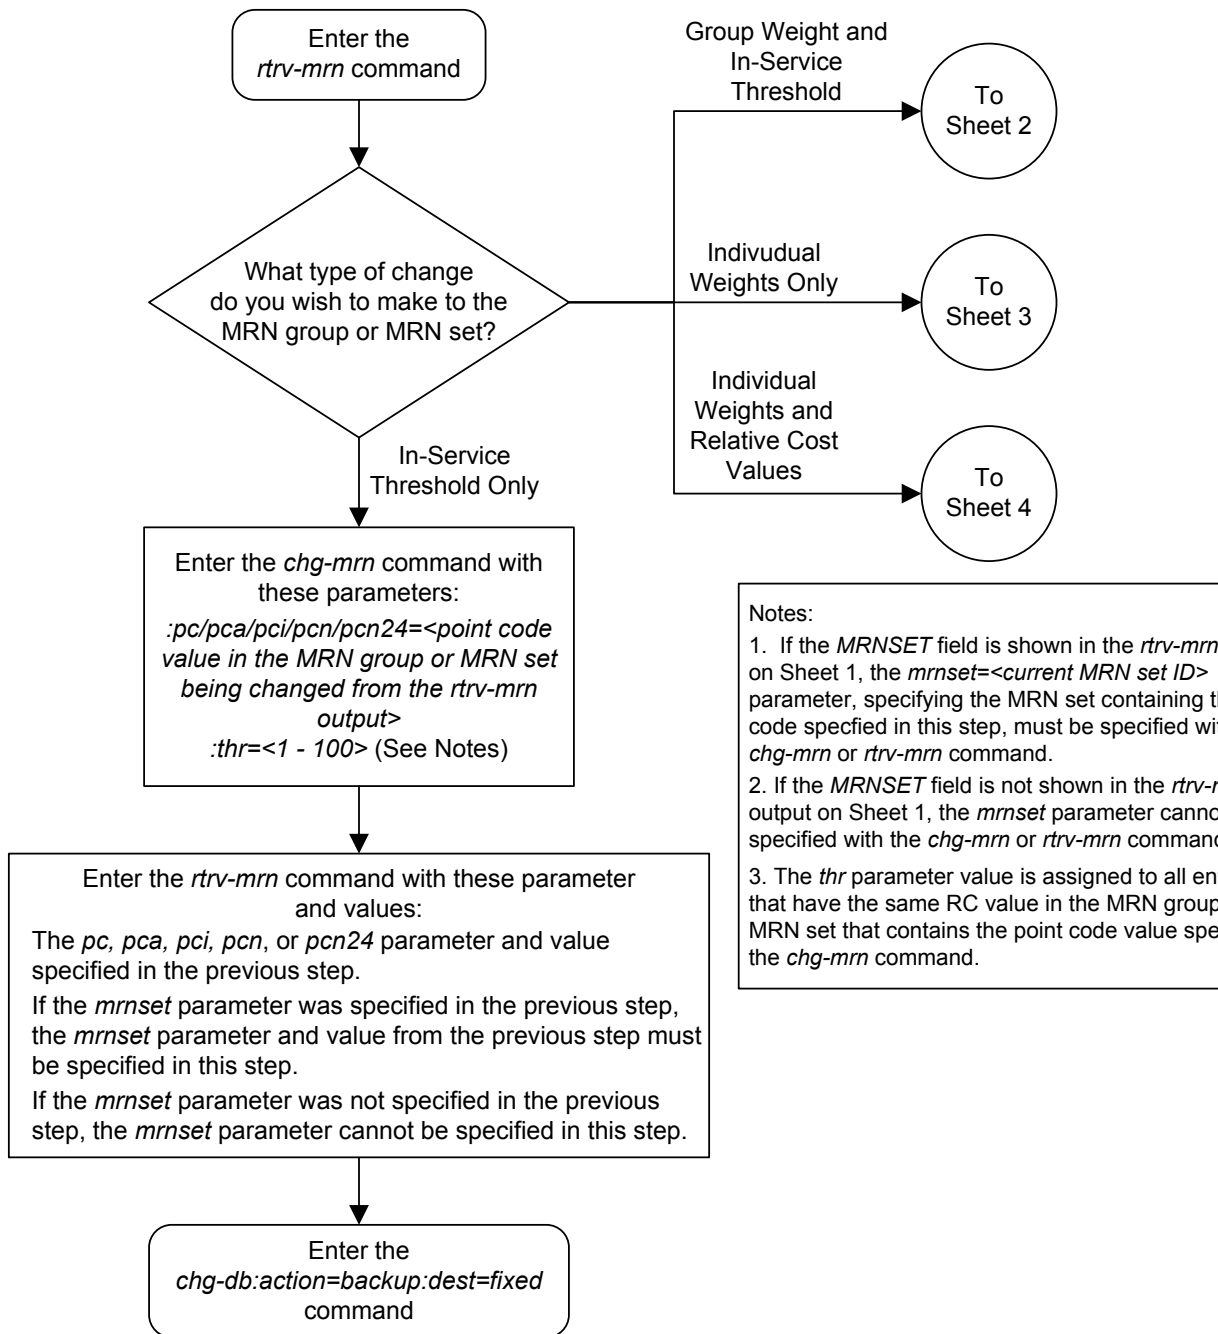 Enter the
rtrv-mrn command
What type of change
do you wish to make to the
MRN group or MRN set?
Group Weight and
In-Service
Threshold
To
Sheet 2
Indivudual
Weights Only
To
Sheet 3
Individual
Weights and
Relative Cost
Values
To
Sheet 4
In-Service
Threshold Only
Enter the chg-mrn command with
these parameters:
:pc/pca/pci/pcn/pcn24=<point code
value in the MRN group or MRN set
being changed from the rtrv-mrn
output>
:thr=<1 - 100> (See Notes)
Enter the rtrv-mrn command with these parameter
and values:
The pc, pca, pci, pcn, or pcn24 parameter and value
specified in the previous step.
If the mrnset parameter was specified in the previous step,
the mrnset parameter and value from the previous step must
be specified in this step.
If the mrnset parameter was not specified in the previous
step, the mrnset parameter cannot be specified in this step.
Enter the
chg-db:action=backup:dest=fixed
command
Notes:
1. If the MRNSET field is shown in the rtrv-mrn
on Sheet 1, the mrnset=<current MRN set ID>
parameter, specifying the MRN set containing
code specfied in this step, must be specified
chg-mrn or rtrv-mrn command.
2. If the MRNSET field is not shown in the
output on Sheet 1, the mrnset parameter
specified with the chg-mrn or rtrv-mrn
3. The thr parameter value is assigned to all
that have the same RC value in the MRN group
MRN set that contains the point code value
the chg-mrn command.